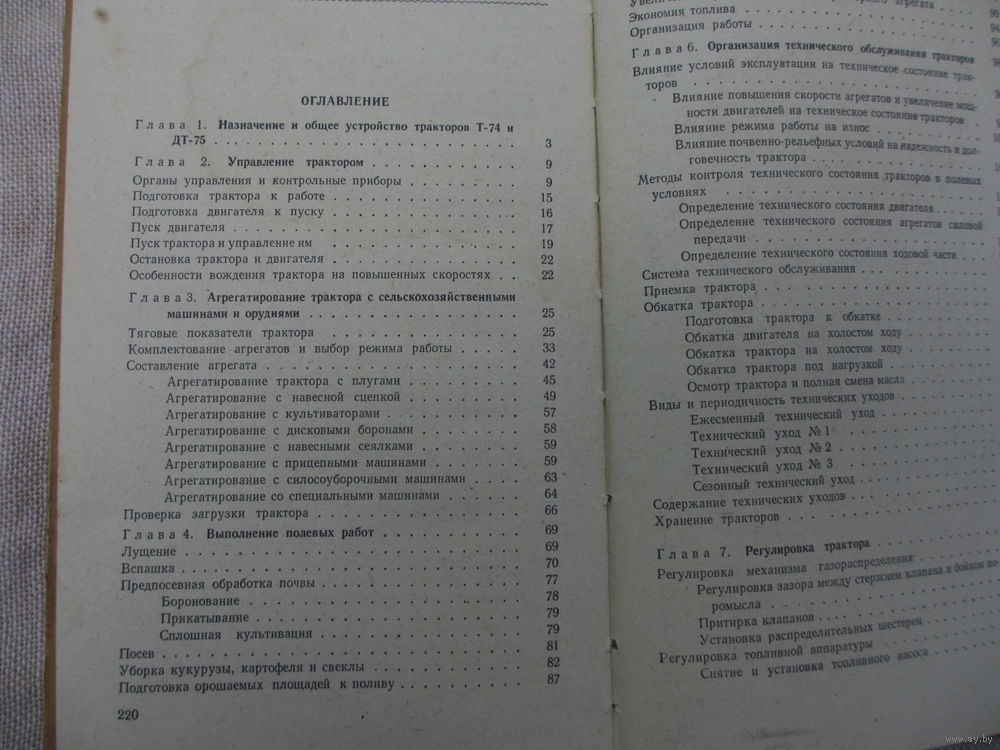 ОГЛАВЛЕНИЕ
Глава 1. Назначение и общее устройство тракторов Т-74 и
ДТ-75 . . . . . . . . . . . . . . . . . . . . . . 3
Глава 2. Управление трактором . . . . . . . . . . 9
Органы управления и контрольные приборы . . . . . . . . 9
Подготовка трактора к работе . . . . . . . . . . . . . 15
Подготовка двигателя к пуску . . . . . . . . . . . . . 16
Пуск двигателя . . . . . . . . . . . . . . . . . . . 17
Пуск трактора и управление им . . . . . . . . . . . . . 19
Остановка трактора и двигателя . . . . . . . . . . . . . 22
Особенности вождения трактора на повышенных скоростях . . 22
Глава 3. Агрегатирование трактора с сельскохозяйственными
машинами и орудиями . . . . . . . . . . . . . . . 25
Тяговые показатели трактора . . . . . . . . . . . . . . 25
Комплектование агрегатов и выбор режима работы . . . . . 33
Составление агрегата . . . . . . . . . . . . . . . . . 42
Агрегатирование трактора с плугами . . . . . . . . 45
Агрегатирование с навесной сцепкой . . . . . . . . 49
Агрегатирование с культиваторами . . . . . . . . . 57
Агрегатирование с дисковыми боронами . . . . . . . 58
Агрегатирование с навесными сеялками . . . . . . . 59
Агрегатирование с прицепными машинами . . . . . . 59
Агрегатирование с силосоуборочными машинами . . . . 63
Агрегатирование со специальными машинами . . . . . 64
Проверка загрузки трактора . . . . . . . . . . . . . . 66
Глава 4. Выполнение полевых работ . . . . . . . . . 69
Лущение . . . . . . . . . . . . . . . . . . . . . . 69
Вспашка . . . . . . . . . . . . . . . . . . . . . . 70
Предпосевная обработка почвы . . . . . . . . . . . . . 77
Боронование . . . . . . . . . . . . . . . . . . . 78
Прикатывание . . . . . . . . . . . . . . . . . . 79
Сплошная культивация . . . . . . . . . . . . . . 79
Посев . . . . . . . . . . . . . . . . . . . . . . . 81
Уборка кукурузы, картофеля и свеклы . . . . . . . . . . 82
Подготовка орошаемых площадей к поливу . . . . . . . . 87
220
агрегата . . . .
Экономия топлива . . . . . . . . . .
Организация работы . . . . . . . . .
Глава 6. Организация технического обслуживания тракторов
Влияние условий эксплуатации на техническое состояние трак-
торов . . . . . . . . . . . . . . .
Влияние повышения скорости агрегатов и увеличение мощ-
ности двигателей на техническое состояние тракторов
Влияние режима работы на износ . . . . . .
Влияние почвенно-рельефных условий на надежность и дол-
говечность трактора . . . . . . . . . .
Методы контроля технического состояния тракторов в полевых
условиях . . . . . . . . . . . . . .
Определение технического состояния двигателя . . . .
Определение технического состояния агрегатов силовой
передачи . . . . . . . . . . . . . .
Определение технического состояния ходовой части . .
Система технического обслуживания . . . . . .
Приемка трактора . . . . . . . . . . . .
Обкатка трактора . . . . . . . . . . . .
Подготовка трактора к обкатке . . . . . .
Обкатка двигателя на холостом ходу . . . .
Обкатка трактора на холостом ходу . . . .
Обкатка трактора под нагрузкой . . . . .
Осмотр трактора и полная смена масла . . . .
Виды и периодичность технических уходов . . . .
Ежесменный технический уход . . . . . .
Технический уход № 1 . . . . . . . . .
Технический уход № 2 . . . . . . . . .
Технический уход № 3 . . . . . . . . .
Сезонный технический уход . . . . . . .
Содержание технических уходов . . . . . . .
Хранение тракторов . . . . . . . . . . .
Глава 7. Регулировка трактора . . . . . . .
Регулировка механизма газораспределения . . . .
Регулировка зазора между стержнем клапана и бойком ко-
ромысла . . . . . . . . . . . . .
Притирка клапанов . . . . . . . . . .
Установка распределительных шестерен . . . .
Регулировка топливной аппаратуры . . . . . .
Снятие и установка топливного насоса . . . .
www.ay.by